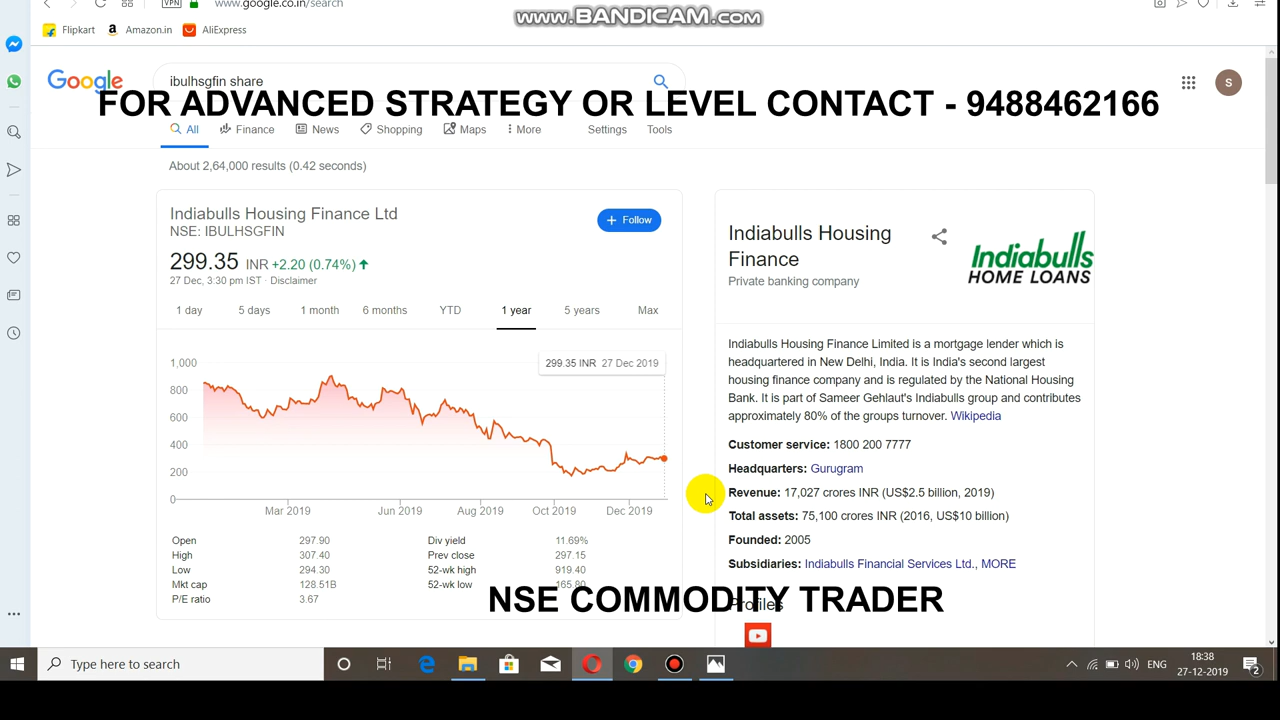 www.BANDICAM.com
VPN
www.google.co.in/search
Flipkart
Amazon.in
AliExpress
Google
ibulhsgfin share
S
FOR ADVANCED STRATEGY OR LEVEL CONTACT - 9488462166
All
Finance
News
Shopping
Maps
More
Settings
Tools
About 2,64,000 results (0.42 seconds)
Indiabulls Housing Finance Ltd
NSE: IBULHSGFIN
Follow
299.35 INR +2.20 (0.74%)
27 Dec, 3:30 pm IST · Disclaimer
1 day
5 days
1 month
6 months
YTD
1 year
5 years
Max
299.35 INR 27 Dec 2019
1,000
800
600
400
200
0
Mar 2019
Jun 2019
Aug 2019
Oct 2019
Dec 2019
Open 297.90
High 307.40
Low 294.30
Mkt cap 128.51B
P/E ratio 3.67
Div yield 11.69%
Prev close 297.15
52-wk high 919.40
52-wk low 165.80
Indiabulls Housing
Finance
Private banking company
Indiabulls
HOME LOANS
Indiabulls Housing Finance Limited is a mortgage lender which is
headquartered in New Delhi, India. It is India's second largest
housing finance company and is regulated by the National Housing
Bank. It is part of Sameer Gehlaut's Indiabulls group and contributes
approximately 80% of the groups turnover. Wikipedia
Customer service: 1800 200 7777
Headquarters: Gurugram
Revenue: 17,027 crores INR (US$2.5 billion, 2019)
Total assets: 75,100 crores INR (2016, US$10 billion)
Founded: 2005
Subsidiaries: Indiabulls Financial Services Ltd., MORE
Profiles
NSE COMMODITY TRADER
Type here to search
ENG
18:38
27-12-2019
2